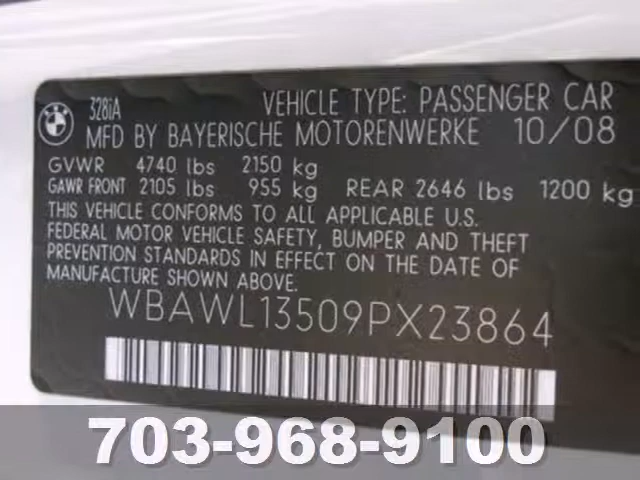 BMW
328iA VEHICLE TYPE: PASSENGER CAR
MFD BY BAYERISCHE MOTORENWERKE 10/08
GVWR 4740 lbs 2150 kg
GAWR FRONT 2105 lbs 955 kg REAR 2646 lbs 1200 kg
THIS VEHICLE CONFORMS TO ALL APPLICABLE U.S.
FEDERAL MOTOR VEHICLE SAFETY, BUMPER AND THEFT
PREVENTION STANDARDS IN EFFECT ON THE DATE OF
MANUFACTURE SHOWN ABOVE.
WBAWL13509PX23864
703-968-9100